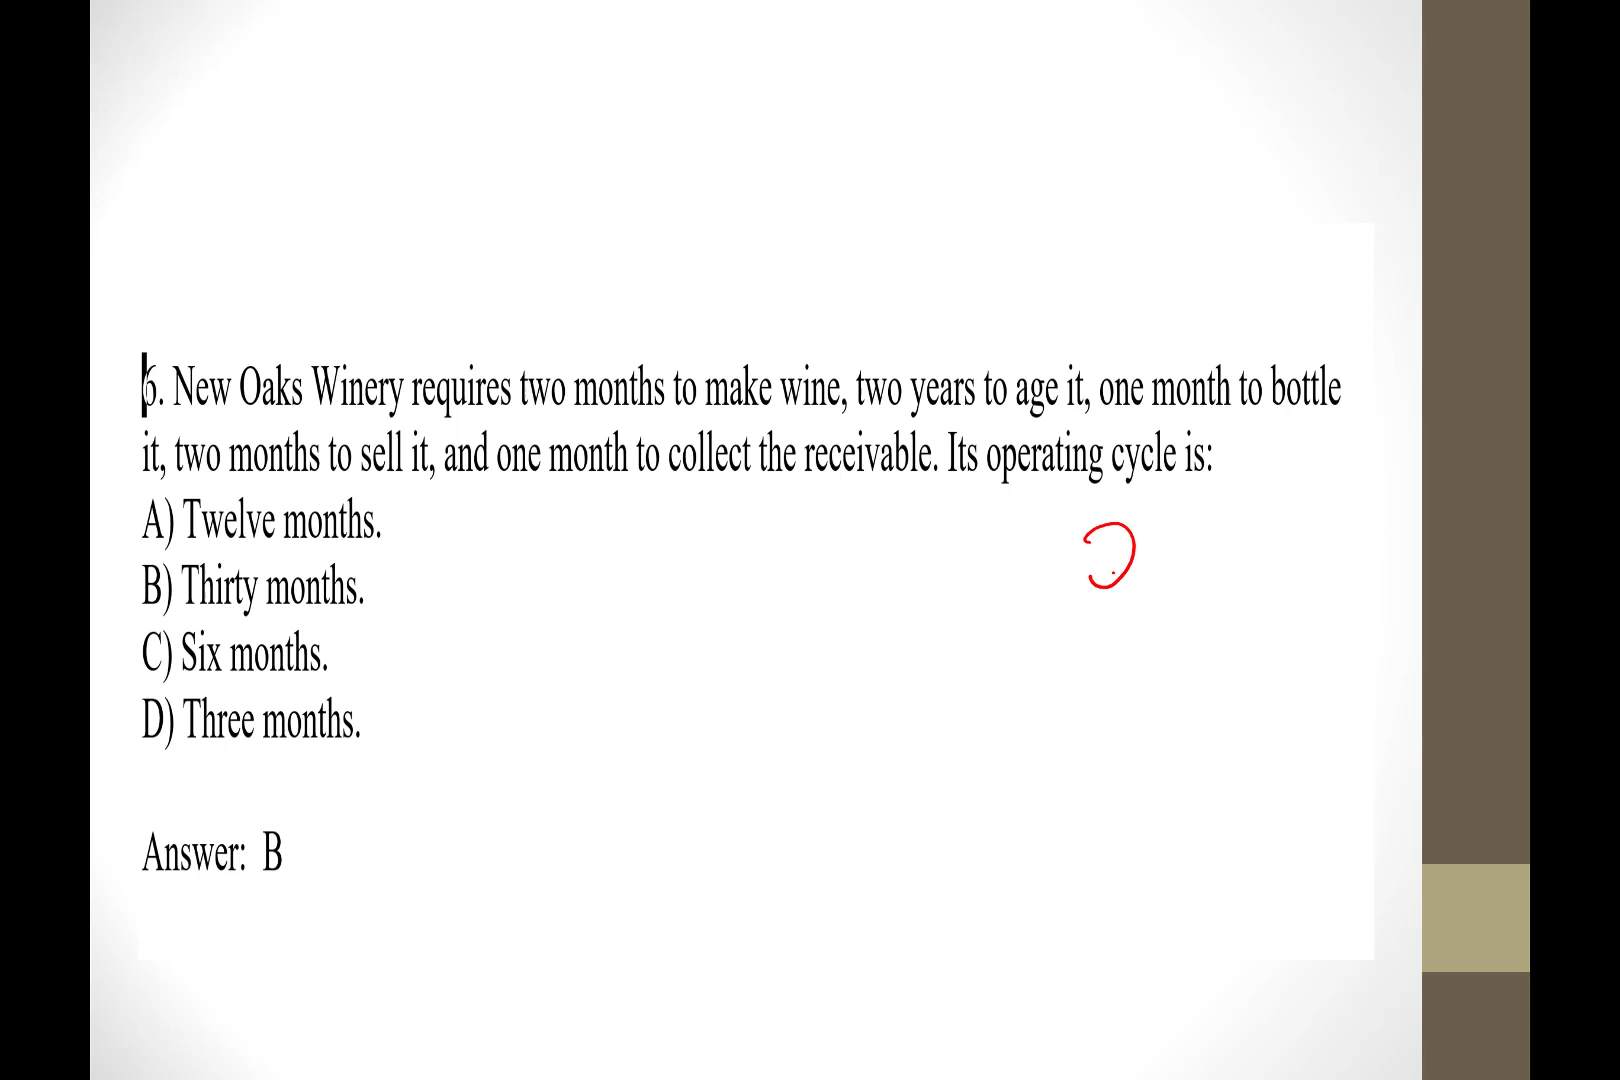 6. New Oaks Winery requires two months to make wine, two years to age it, one month to bottle
it, two months to sell it, and one month to collect the receivable. Its operating cycle is:
A) Twelve months.
B) Thirty months.
C) Six months.
D) Three months.
Answer: B